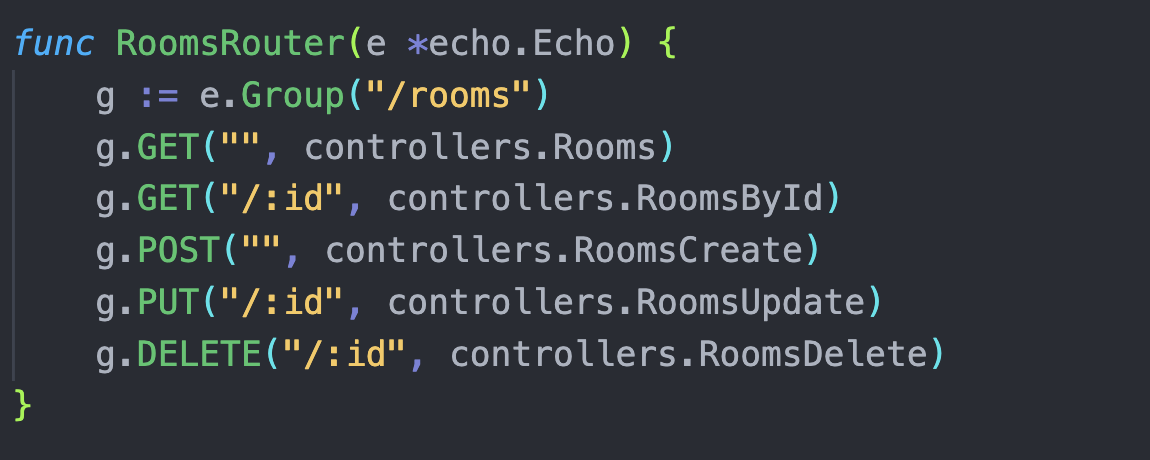 func RoomsRouter(e *echo.Echo) {
    g := e.Group("/rooms")
    g.GET("", controllers.Rooms)
    g.GET("/:id", controllers.RoomsById)
    g.POST("", controllers.RoomsCreate)
    g.PUT("/:id", controllers.RoomsUpdate)
    g.DELETE("/:id", controllers.RoomsDelete)
}